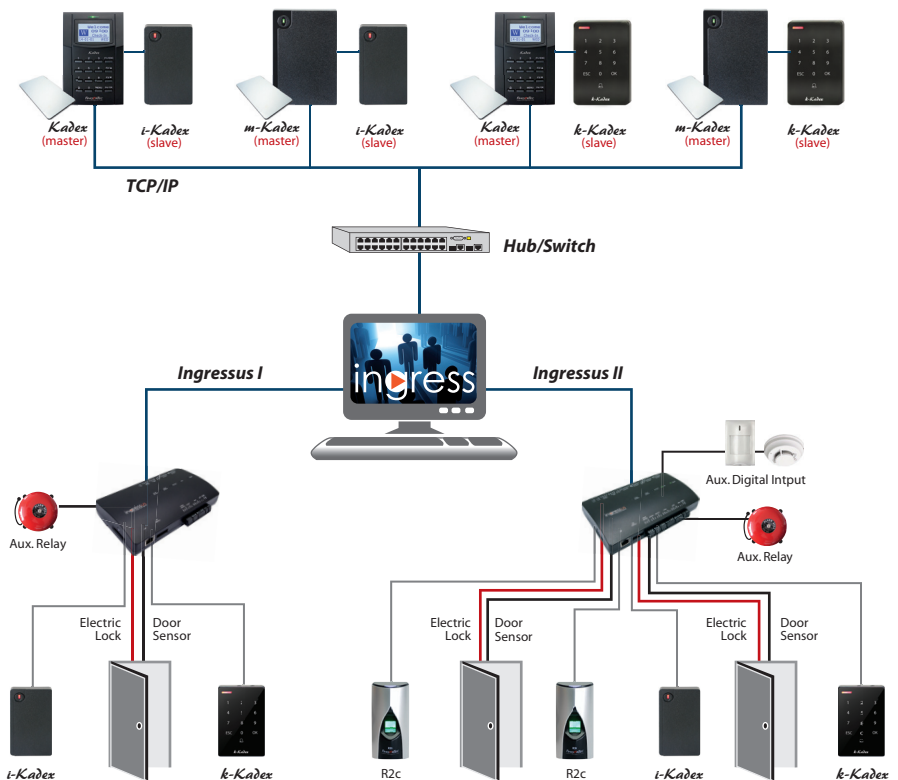 Kadex
(master)
i-Kadex
(slave)
m-Kadex
(master)
i-Kadex
(slave)
Kadex
(master)
k-Kadex
(slave)
m-Kadex
(master)
k-Kadex
(slave)
TCP/IP
Hub/Switch
ingress
Ingressus I
Ingressus II
Aux. Digital Intput
Aux. Relay
Aux. Relay
Electric
Lock
Door
Sensor
Electric
Lock
Door
Sensor
Electric
Lock
Door
Sensor
i-Kadex
k-Kadex
R2c
R2c
i-Kadex
k-Kadex